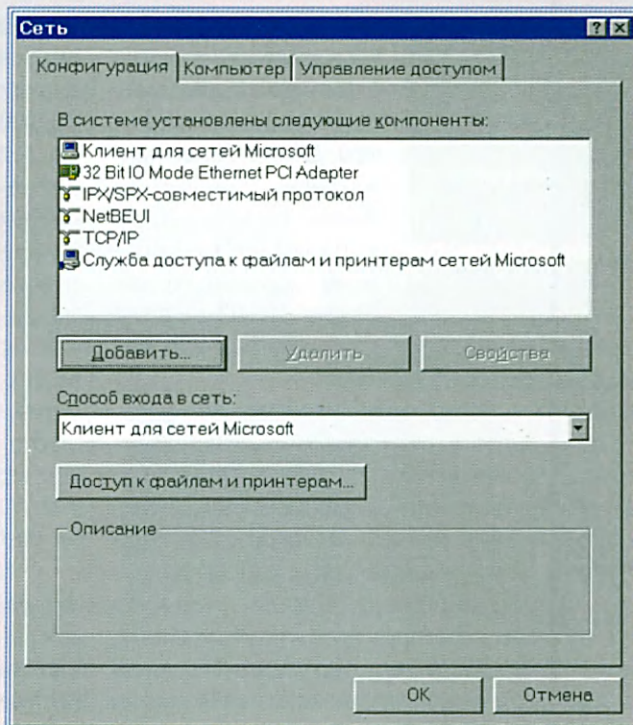 Сеть
Конфигурация Компьютер Управление доступом
В системе установлены следующие компоненты:
Клиент для сетей Microsoft
32 Bit IO Mode Ethernet PCI Adapter
IPX/SPX-совместимый протокол
NetBEUI
TCP/IP
Служба доступа к файлам и принтерам сетей Microsoft
Добавить... Удалить Свойства
Способ входа в сеть:
Клиент для сетей Microsoft
Доступ к файлам и принтерам...
Описание
OK Отмена